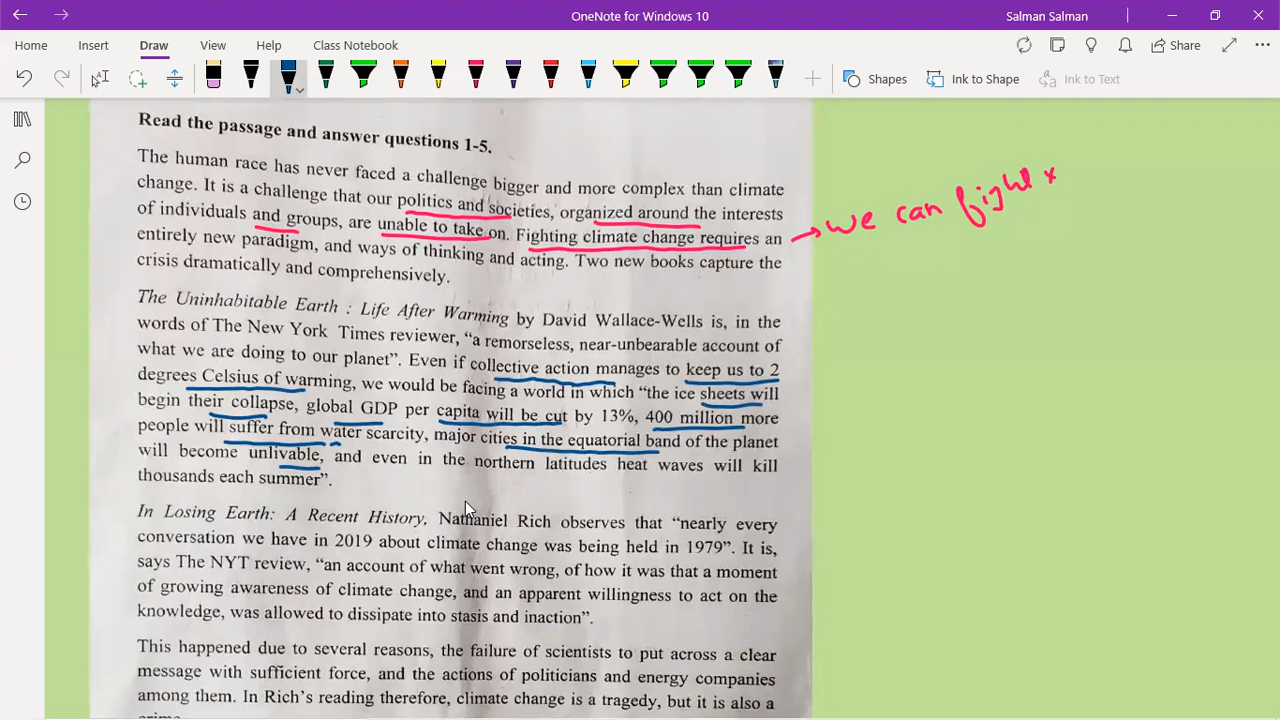 OneNote for Windows 10
Salman Salman
Home Insert Draw View Help Class Notebook
Share
Shapes Ink to Shape Ink to Text
Read the passage and answer questions 1-5.
The human race has never faced a challenge bigger and more complex than climate
change. It is a challenge that our politics and societies, organized around the interests
of individuals and groups, are unable to take on. Fighting climate change requires an
entirely new paradigm, and ways of thinking and acting. Two new books capture the
crisis dramatically and comprehensively.
→ we can fight x
The Uninhabitable Earth : Life After Warming by David Wallace-Wells is, in the
words of The New York Times reviewer, “a remorseless, near-unbearable account of
what we are doing to our planet”. Even if collective action manages to keep us to 2
degrees Celsius of warming, we would be facing a world in which “the ice sheets will
begin their collapse, global GDP per capita will be cut by 13%, 400 million more
people will suffer from water scarcity, major cities in the equatorial band of the planet
will become unlivable, and even in the northern latitudes heat waves will kill
thousands each summer”.
In Losing Earth: A Recent History. Nathaniel Rich observes that “nearly every
conversation we have in 2019 about climate change was being held in 1979”. It is,
says The NYT review, “an account of what went wrong, of how it was that a moment
of growing awareness of climate change, and an apparent willingness to act on the
knowledge, was allowed to dissipate into stasis and inaction”.
This happened due to several reasons, the failure of scientists to put across a clear
message with sufficient force, and the actions of politicians and energy companies
among them. In Rich’s reading therefore, climate change is a tragedy, but it is also a